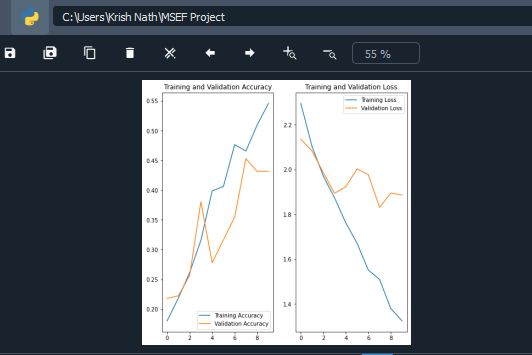 C:\Users\Krish Nath\MSEF Project
55 %
Training and Validation Accuracy
0.55
0.50
0.45
0.40
0.35
0.30
0.25
0.20
0 2 4 6 8
Training Accuracy
Validation Accuracy
Training and Validation Loss
Training Loss
Validation Loss
2.2
2.0
1.8
1.6
1.4
0 2 4 6 8